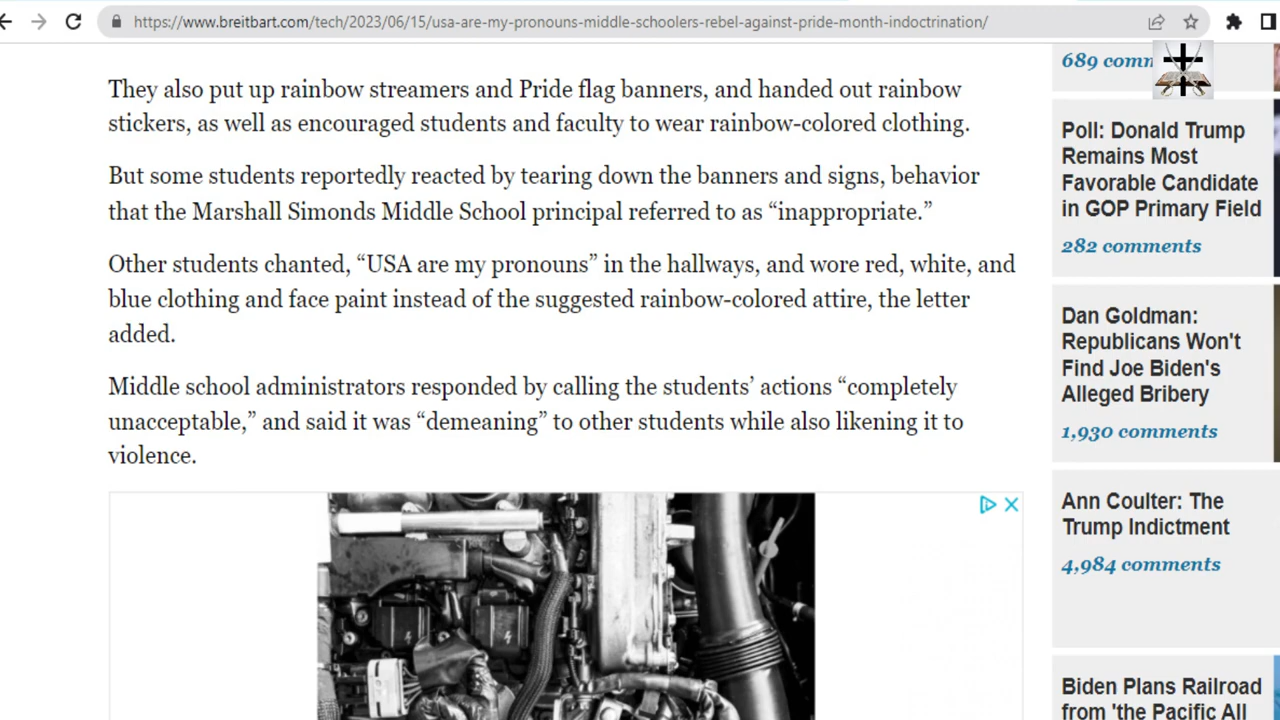 https://www.breitbart.com/tech/2023/06/15/usa-are-my-pronouns-middle-schoolers-rebel-against-pride-month-indoctrination/
They also put up rainbow streamers and Pride flag banners, and handed out rainbow
stickers, as well as encouraged students and faculty to wear rainbow-colored clothing.
But some students reportedly reacted by tearing down the banners and signs, behavior
that the Marshall Simonds Middle School principal referred to as “inappropriate.”
Other students chanted, “USA are my pronouns” in the hallways, and wore red, white, and
blue clothing and face paint instead of the suggested rainbow-colored attire, the letter
added.
Middle school administrators responded by calling the students’ actions “completely
unacceptable,” and said it was “demeaning” to other students while also likening it to
violence.
689 comm
Poll: Donald Trump
Remains Most
Favorable Candidate
in GOP Primary Field
282 comments
Dan Goldman:
Republicans Won't
Find Joe Biden's
Alleged Bribery
1,930 comments
Ann Coulter: The
Trump Indictment
4,984 comments
Biden Plans Railroad
from 'the Pacific All